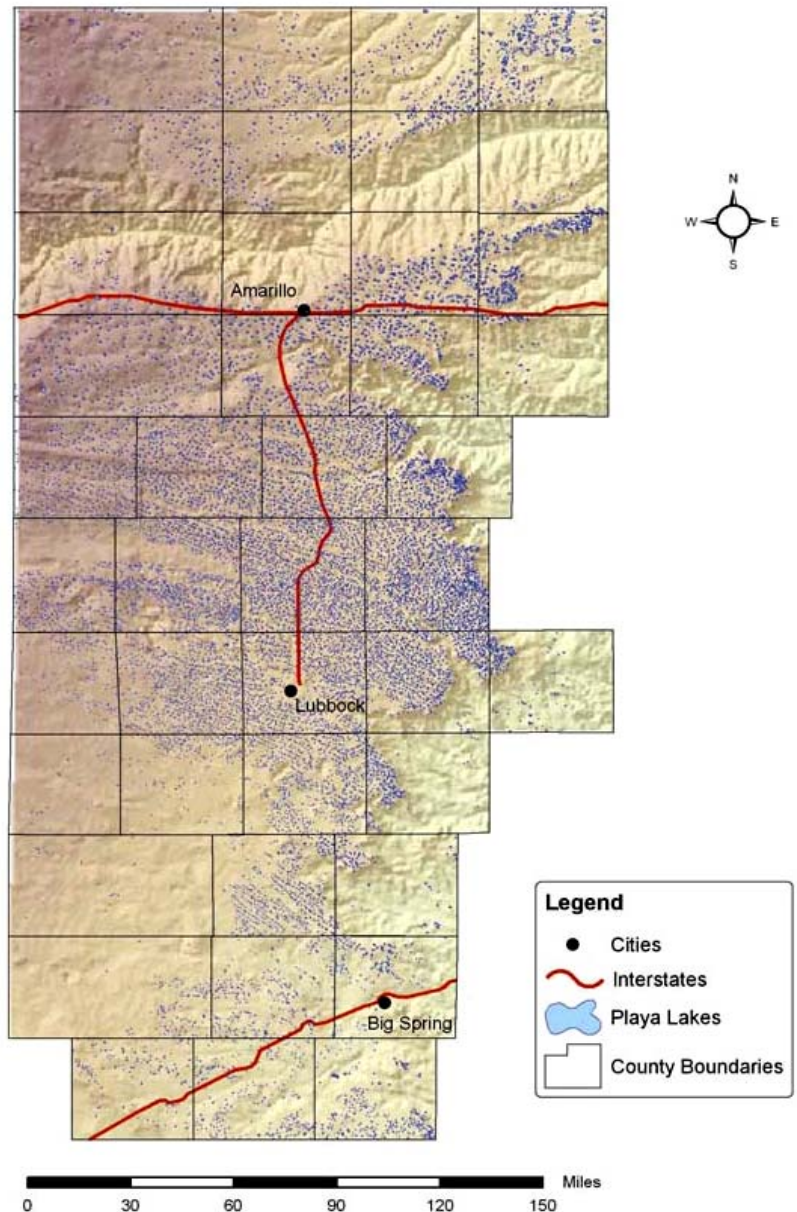 N
W E
S
Amarillo
Lubbock
Legend
Cities
Interstates
Big Spring
Playa Lakes
County Boundaries
Miles
0 30 60 90 120 150